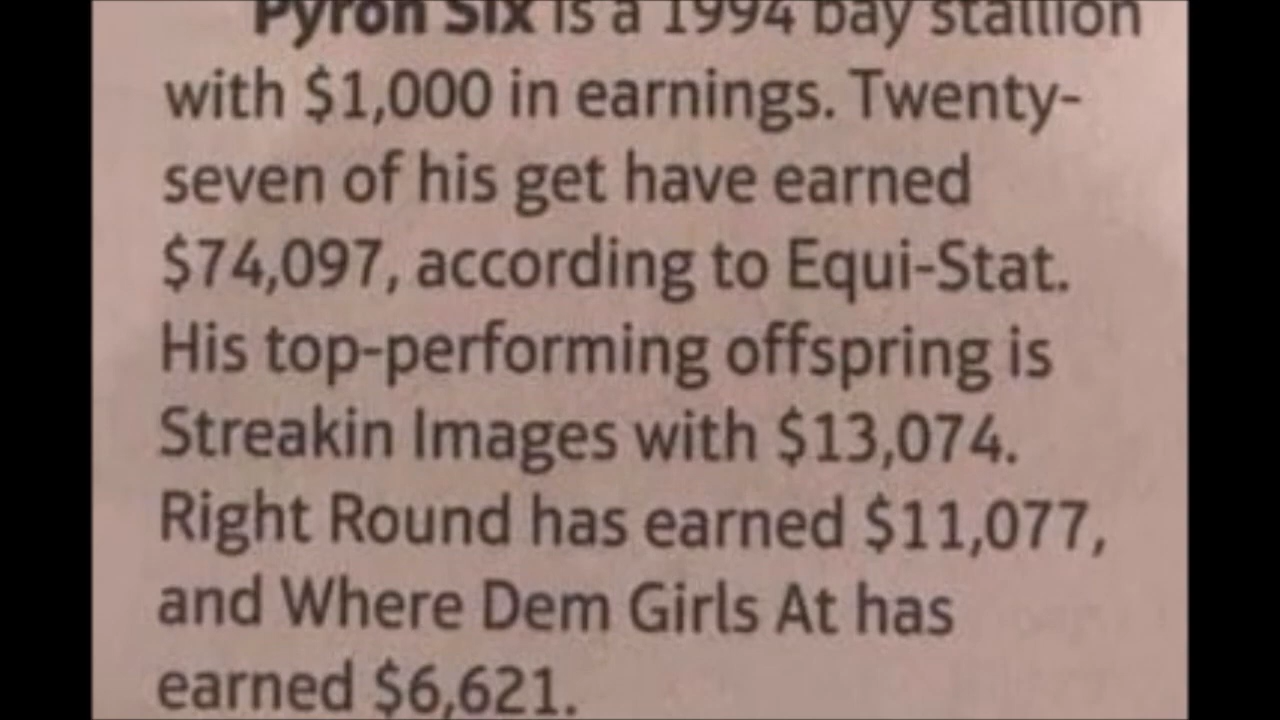 Pyron Six is a 1994 bay stallion
with $1,000 in earnings. Twenty-
seven of his get have earned
$74,097, according to Equi-Stat.
His top-performing offspring is
Streakin Images with $13,074.
Right Round has earned $11,077,
and Where Dem Girls At has
earned $6,621.